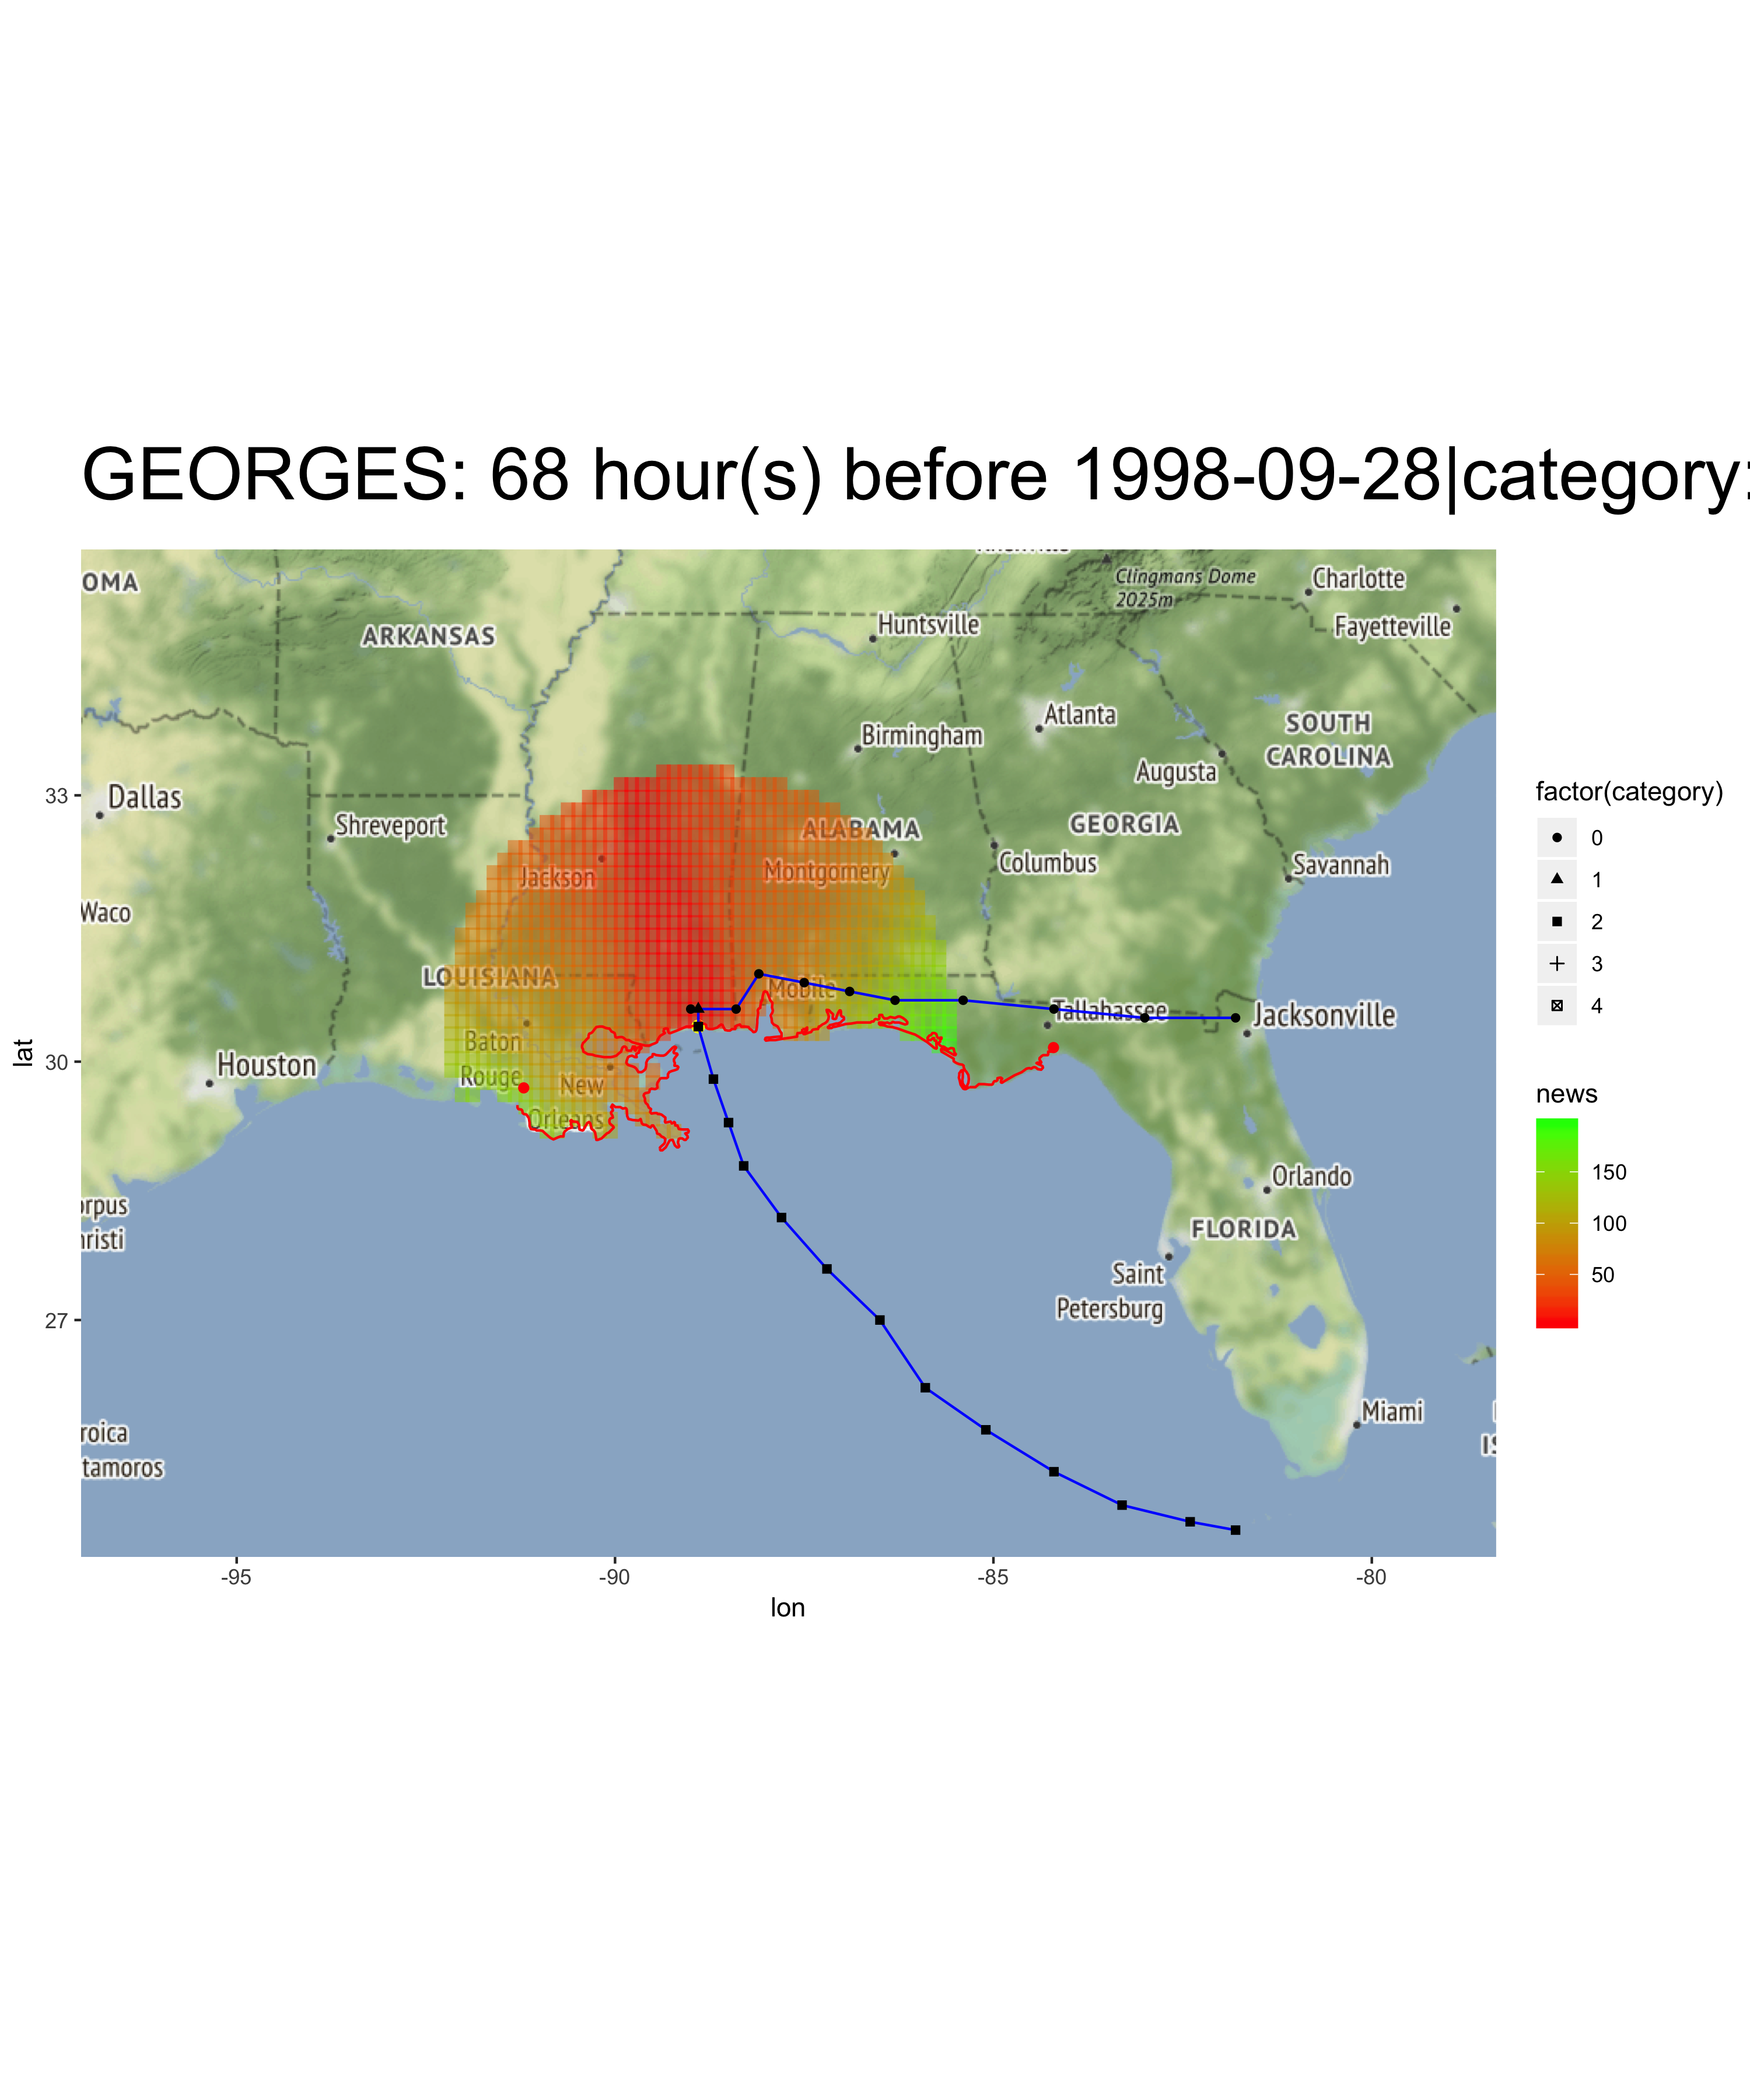 GEORGES: 68 hour(s) before 1998-09-28|category:
OMA
ARKANSAS
Huntsville
Clingmans Dome
2025m
Charlotte
Fayetteville
Birmingham
Atlanta
SOUTH
CAROLINA
Augusta
Dallas
Shreveport
ALABAMA
GEORGIA
Jackson
Montgomery
Columbus
Savannah
Waco
LOUISIANA
Mobile
Tallahassee
Jacksonville
Baton
Rouge
New
Orleans
Houston
Orlando
FLORIDA
Saint
Petersburg
orpus
hristi
Miami
roica
tamoros
IS
33
30
27
lat
-95
-90
-85
-80
lon
factor(category)
0
1
2
3
4
news
150
100
50